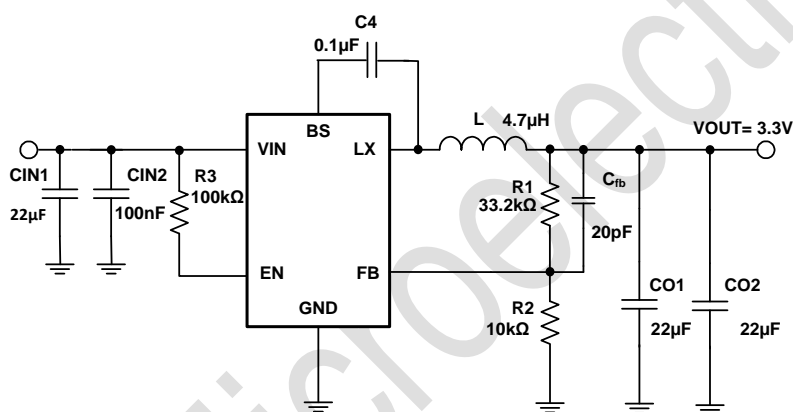 C4
0.1µF
BS
L 4.7µH
VOUT= 3.3V
VIN
LX
CIN1
CIN2
R3
100kΩ
22µF
100nF
R1
33.2kΩ
Cfb
20pF
EN
FB
GND
R2
10kΩ
CO1
22µF
CO2
22µF
icroelect